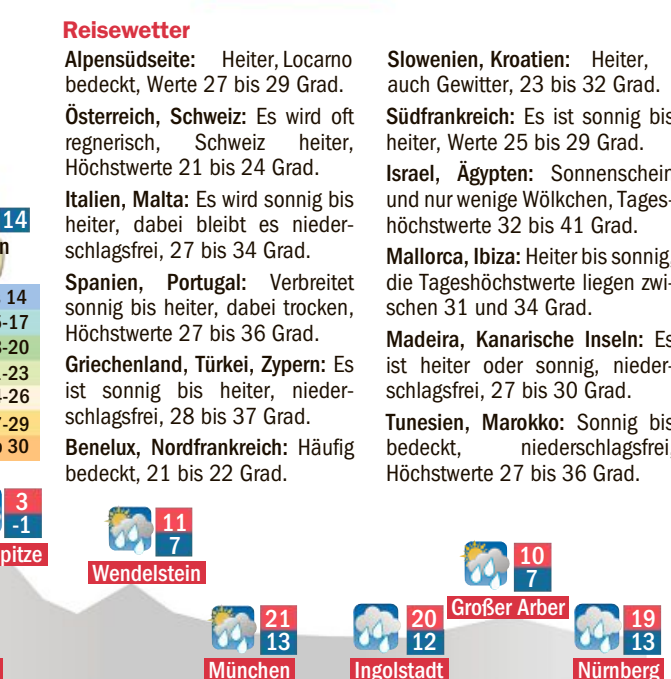 Reisewetter
Alpensüdseite: Heiter, Locarno
bedeckt, Werte 27 bis 29 Grad.
Österreich, Schweiz: Es wird oft
regnerisch, Schweiz heiter,
Höchstwerte 21 bis 24 Grad.
Italien, Malta: Es wird sonnig bis
heiter, dabei bleibt es nieder-
schlagsfrei, 27 bis 34 Grad.
Spanien, Portugal: Verbreitet
sonnig bis heiter, dabei trocken,
Höchstwerte 27 bis 36 Grad.
Griechenland, Türkei, Zypern: Es
ist sonnig bis heiter, nieder-
schlagsfrei, 28 bis 37 Grad.
Benelux, Nordfrankreich: Häufig
bedeckt, 21 bis 22 Grad.
Slowenien, Kroatien: Heiter,
auch Gewitter, 23 bis 32 Grad.
Südfrankreich: Es ist sonnig bis
heiter, Werte 25 bis 29 Grad.
Israel, Ägypten: Sonnenschein
und nur wenige Wölkchen, Tages-
höchstwerte 32 bis 41 Grad.
Mallorca, Ibiza: Heiter bis sonnig
die Tageshöchstwerte liegen zwi-
schen 31 und 34 Grad.
Madeira, Kanarische Inseln: Es
ist heiter oder sonnig, nieder-
schlagsfrei, 27 bis 30 Grad.
Tunesien, Marokko: Sonnig bis
bedeckt, niederschlagsfrei,
Höchstwerte 27 bis 36 Grad.
14
n
14
-17
-20
-23
-26
-29
30
3
-1
pitze
11
7
Wendelstein
21
13
München
20
12
Ingolstadt
10
7
Großer Arber
19
13
Nürnberg